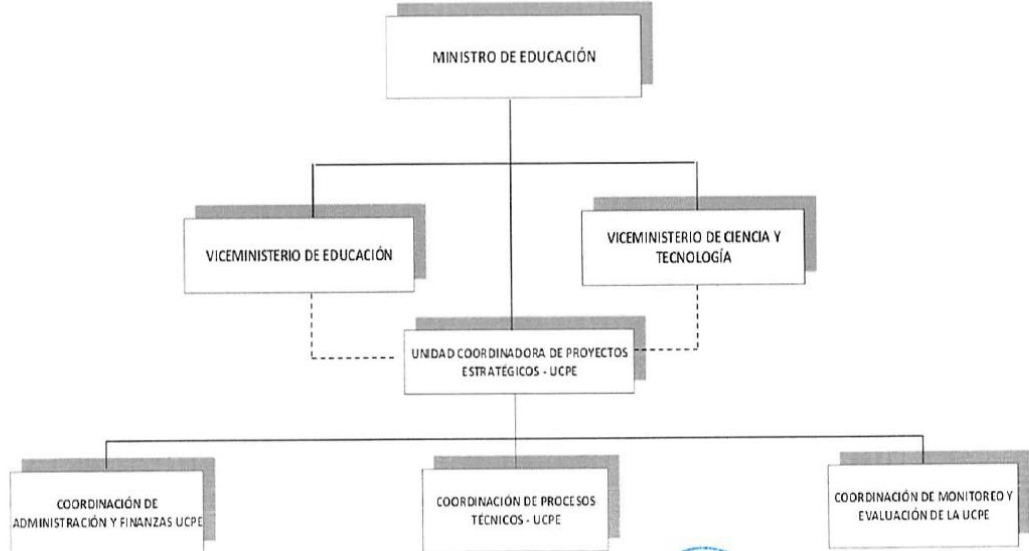 MINISTRO DE EDUCACIÓN
VICEMINISTERIO DE EDUCACIÓN
VICEMINISTERIO DE CIENCIA Y
TECNOLOGÍA
UNIDAD COORDINADORA DE PROYECTOS
ESTRATÉGICOS - UCPE
COORDINACIÓN DE
ADMINISTRACIÓN Y FINANZAS UCPE
COORDINACIÓN DE PROCESOS
TÉCNICOS - UCPE
COORDINACIÓN DE MONITOREO Y
EVALUACIÓN DE LA UCPE